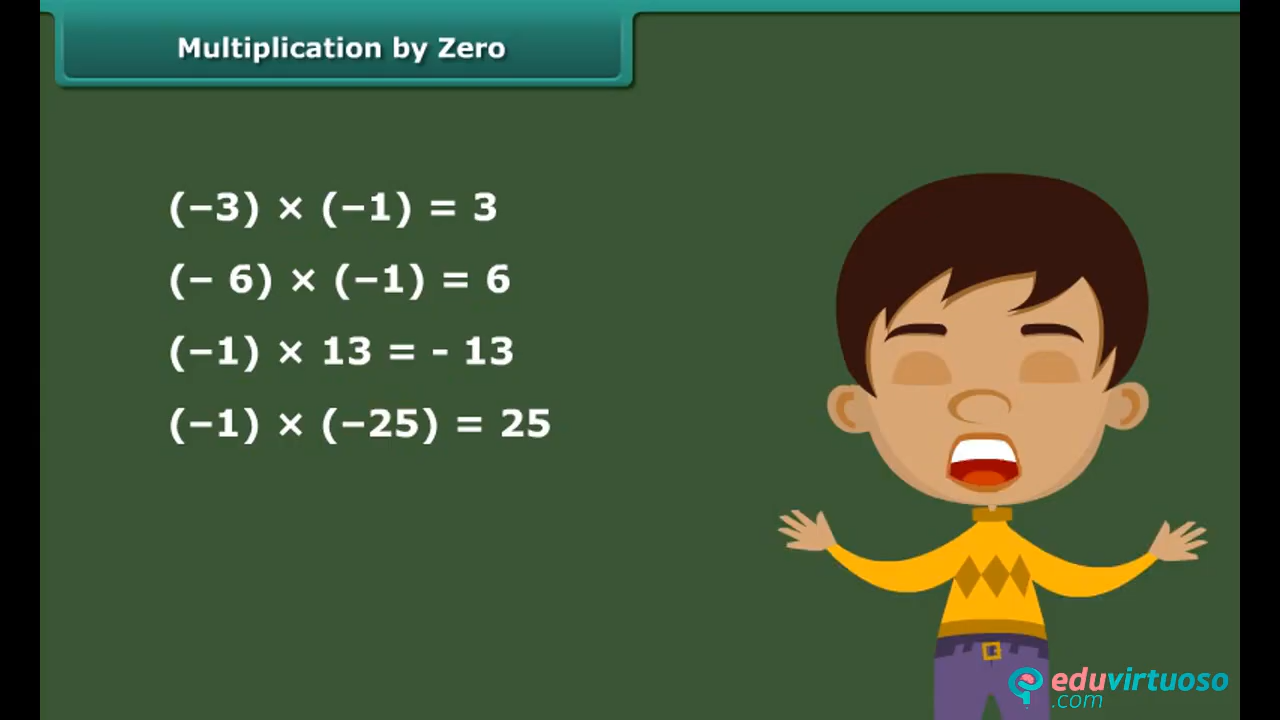 Multiplication by Zero
(−3) × (−1) = 3
(− 6) × (−1) = 6
(−1) × 13 = - 13
(−1) × (−25) = 25
eduvirtuoso
.com